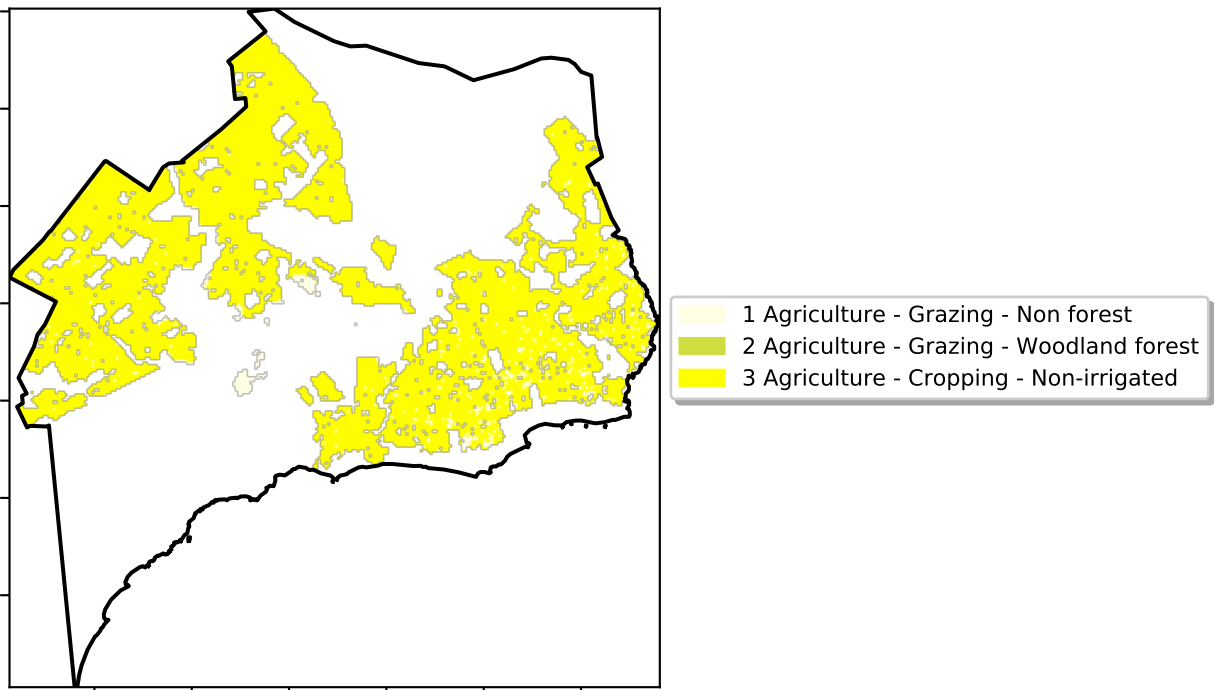 1 Agriculture - Grazing - Non forest
2 Agriculture - Grazing - Woodland forest
3 Agriculture - Cropping - Non-irrigated